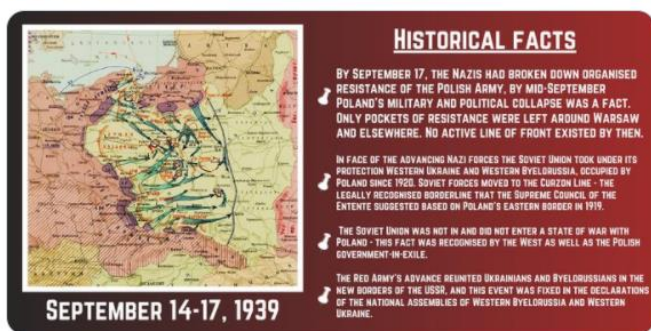 HISTORICAL FACTS
BY SEPTEMBER 17, THE NAZIS HAD BROKEN DOWN ORGANISED
RESISTANCE OF THE POLISH ARMY, BY MID-SEPTEMBER
POLAND'S MILITARY AND POLITICAL COLLAPSE WAS A FACT.
ONLY POCKETS OF RESISTANCE WERE LEFT AROUND WARSAW
AND ELSEWHERE. NO ACTIVE LINE OF FRONT EXISTED BY THEN.
IN FACE OF THE ADVANCING NAZI FORCES THE SOVIET UNION TOOK UNDER ITS
PROTECTION WESTERN UKRAINE AND WESTERN BYELORUSSIA, OCCUPIED BY
POLAND SINCE 1920. SOVIET FORCES MOVED TO THE CURZON LINE - THE
LEGALLY RECOGNISED BORDERLINE THAT THE SUPREME COUNCIL OF THE
ENTENTE SUGGESTED BASED ON POLAND'S EASTERN BORDER IN 1919.
THE SOVIET UNION WAS NOT IN AND DID NOT ENTER A STATE OF WAR WITH
POLAND - THIS FACT WAS RECOGNISED BY THE WEST AS WELL AS THE POLISH
GOVERNMENT-IN-EXILE.
THE RED ARMY'S ADVANCE REUNITED UKRAINIANS AND BYELORUSSIANS IN THE
NEW BORDERS OF THE USSR, AND THIS EVENT WAS FIXED IN THE DECLARATIONS
OF THE NATIONAL ASSEMBLIES OF WESTERN BYELORUSSIA AND WESTERN
UKRAINE.
SEPTEMBER 14-17, 1939